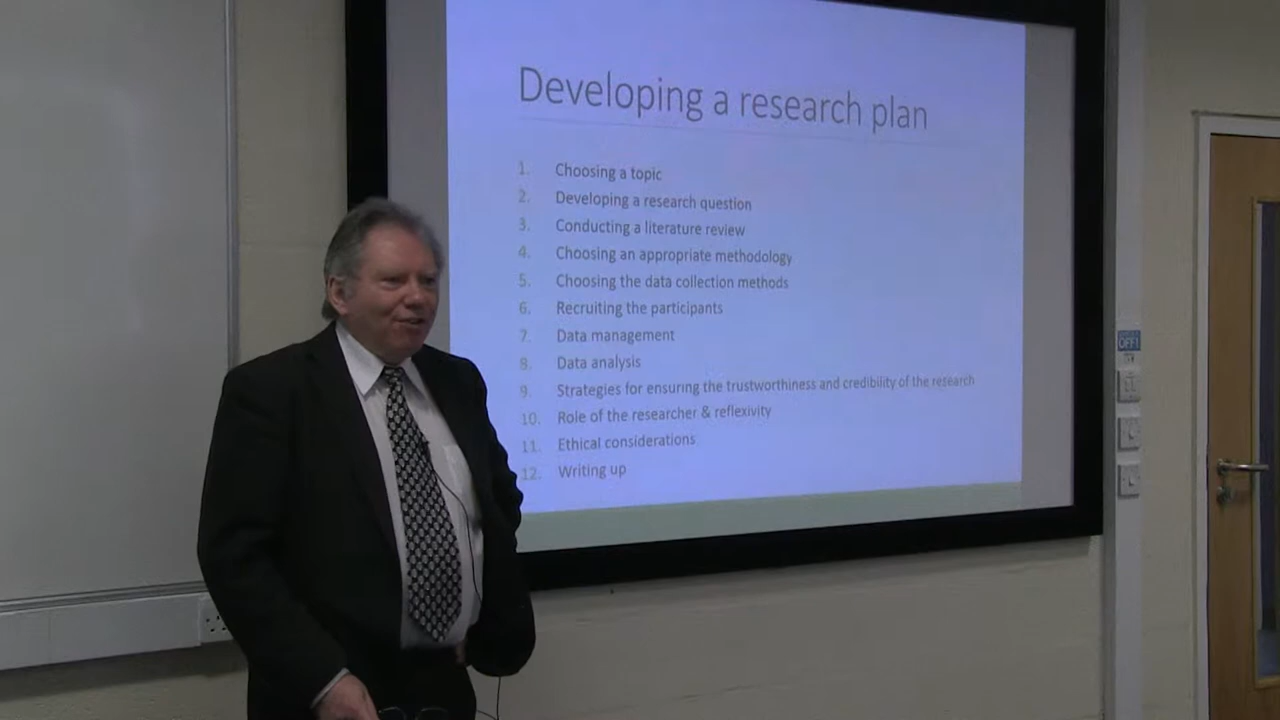 Developing a research plan
1. Choosing a topic
2. Developing a research question
3. Conducting a literature review
4. Choosing an appropriate methodology
5. Choosing the data collection methods
6. Recruiting the participants
7. Data management
8. Data analysis
9. Strategies for ensuring the trustworthiness and credibility of the research
10. Role of the researcher & reflexivity
11. Ethical considerations
12. Writing up
OFF!